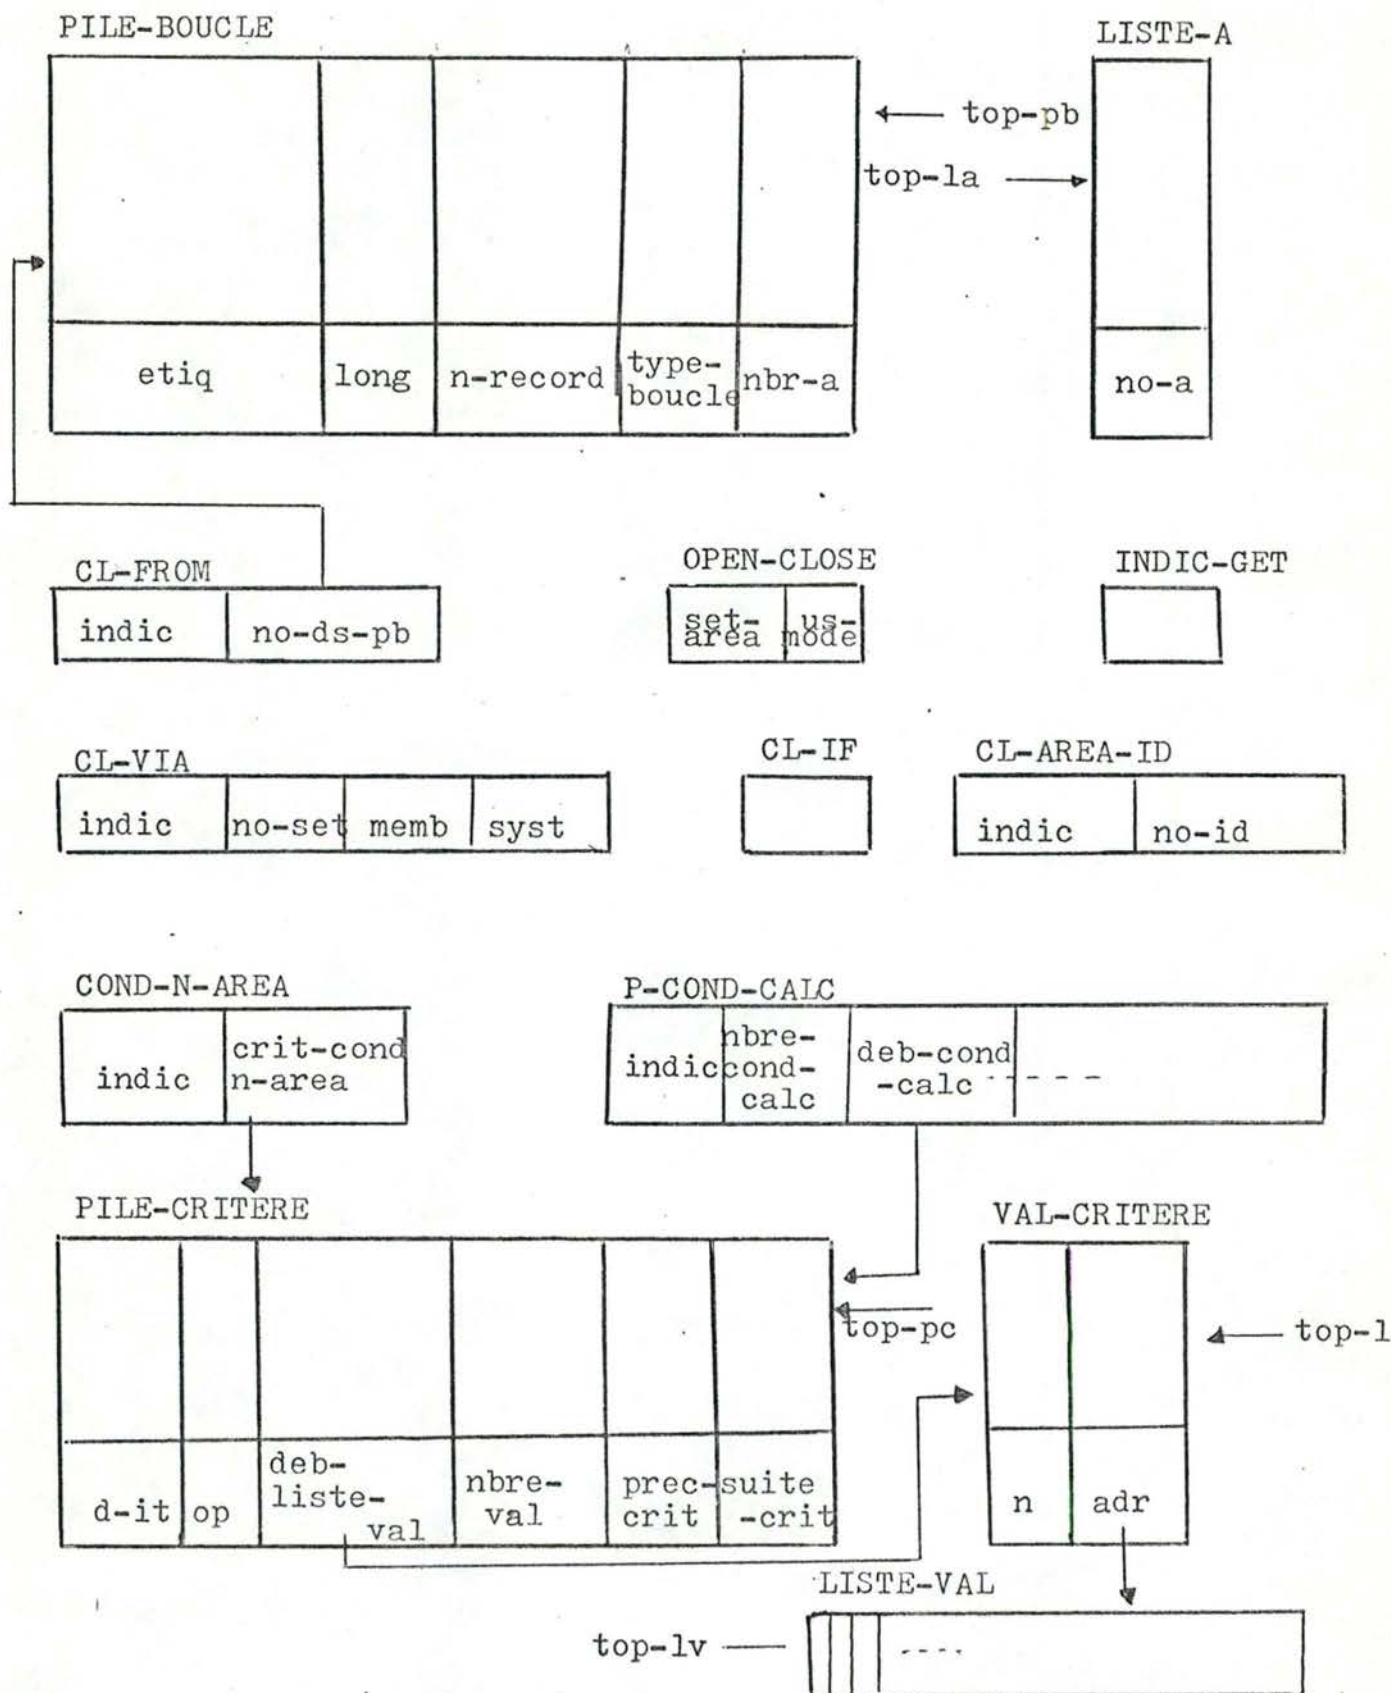 PILE-BOUCLE
LISTE-A
top-pb
top-la
etiq
long
n-record
type-
boucle
nbr-a
no-a
CL-FROM
indic
no-ds-pb
OPEN-CLOSE
set-
area
us-
mode
INDIC-GET
CL-VIA
indic
no-set
memb
syst
CL-IF
CL-AREA-ID
indic
no-id
COND-N-AREA
indic
crit-cond
n-area
P-COND-CALC
indic
nbre-
cond-
calc
deb-cond
-calc
PILE-CRITERE
VAL-CRITERE
top-pc
top-l
d-it
op
deb-
liste-
val
nbre-
val
prec-
crit
suite
-crit
n
adr
LISTE-VAL
top-lv